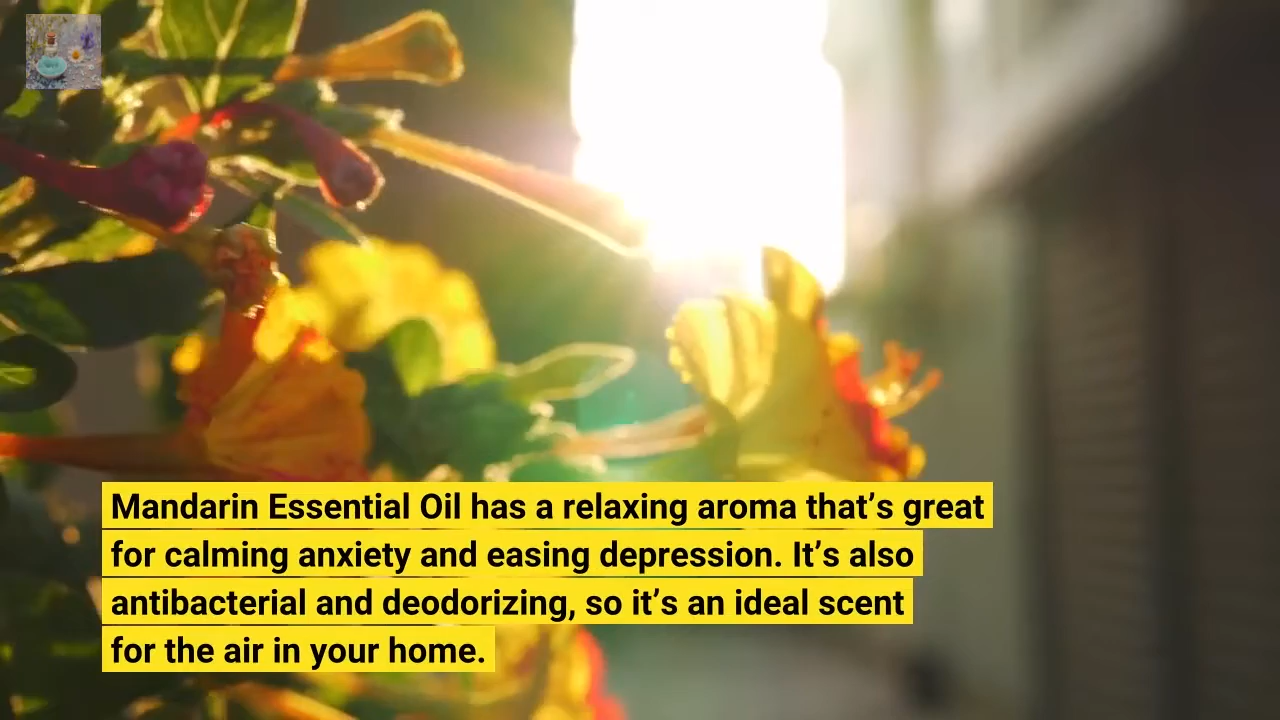 Mandarin Essential Oil has a relaxing aroma that’s great
for calming anxiety and easing depression. It’s also
antibacterial and deodorizing, so it’s an ideal scent
for the air in your home.